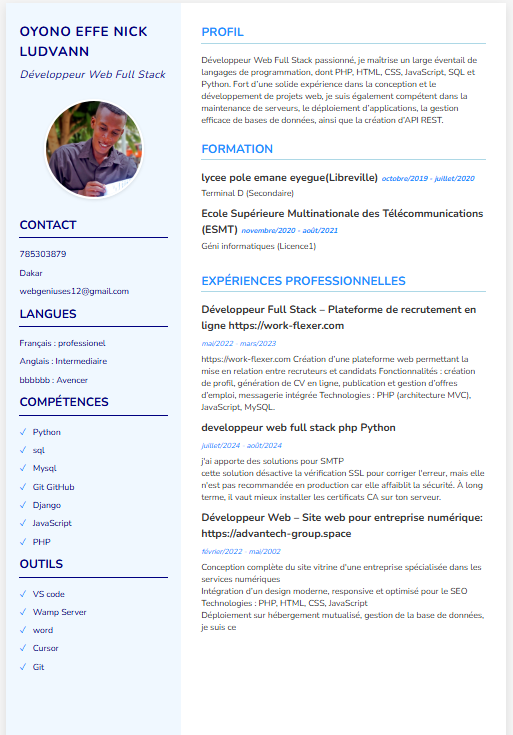 OYONO EFFE NICK
LUDVANN
Développeur Web Full Stack
CONTACT
785303879
Dakar
webgeniuses12@gmail.com
LANGUES
Français : professionel
Anglais : Intermediaire
bbbbbb : Avencer
COMPÉTENCES
✓ Python
✓ sql
✓ Mysql
✓ Git GitHub
✓ Django
✓ JavaScript
✓ PHP
OUTILS
✓ VS code
✓ Wamp Server
✓ word
✓ Cursor
✓ Git
PROFIL
Développeur Web Full Stack passionné, je maîtrise un large éventail de
langages de programmation, dont PHP, HTML, CSS, JavaScript, SQL et
Python. Fort d'une solide expérience dans la conception et le
développement de projets web, je suis également compétent dans la
maintenance de serveurs, le déploiement d'applications, la gestion
efficace de bases de données, ainsi que la création d'API REST.
FORMATION
lycee pole emane eyegue(Libreville) octobre/2019 - juillet/2020
Terminal D (Secondaire)
Ecole Supérieure Multinationale des Télécommunications
(ESMT) novembre/2020 - août/2021
Géni informatiques (Licence1)
EXPÉRIENCES PROFESSIONNELLES
Développeur Full Stack – Plateforme de recrutement en
ligne https://work-flexer.com
mai/2022 - mars/2023
https://work-flexer.com Création d'une plateforme web permettant la
mise en relation entre recruteurs et candidats Fonctionnalités : création
de profil, génération de CV en ligne, publication et gestion d'offres
d'emploi, messagerie intégrée Technologies : PHP (architecture MVC),
JavaScript, MySQL.
developpeur web full stack php Python
juillet/2024 - août/2024
j'ai apporte des solutions pour SMTP
cette solution désactive la vérification SSL pour corriger l'erreur, mais elle
n'est pas recommandée en production car elle affaiblit la sécurité. À long
terme, il vaut mieux installer les certificats CA sur ton serveur.
Développeur Web – Site web pour entreprise numérique:
https://advantech-group.space
février/2022 - mai/2002
Conception complète du site vitrine d'une entreprise spécialisée dans les
services numériques
Intégration d'un design moderne, responsive et optimisé pour le SEO
Technologies : PHP, HTML, CSS, JavaScript
Déploiement sur hébergement mutualisé, gestion de la base de données,
je suis ce